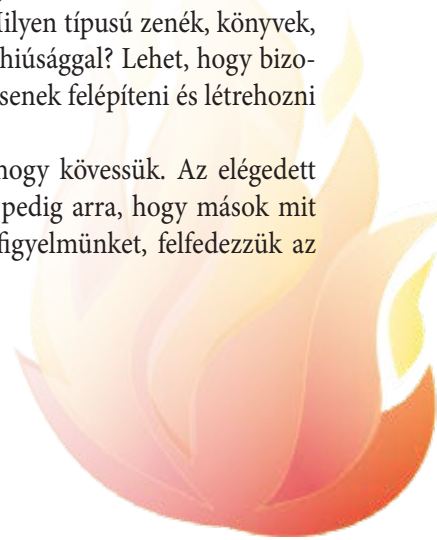 ilyen típusú zenék, könyvek,
hiúsággal? Lehet, hogy bizo-
senek felépíteni és létrehozni
hogy kövessük. Az elégedett
pedig arra, hogy mások mit
figyelmünket, felfedezzük az